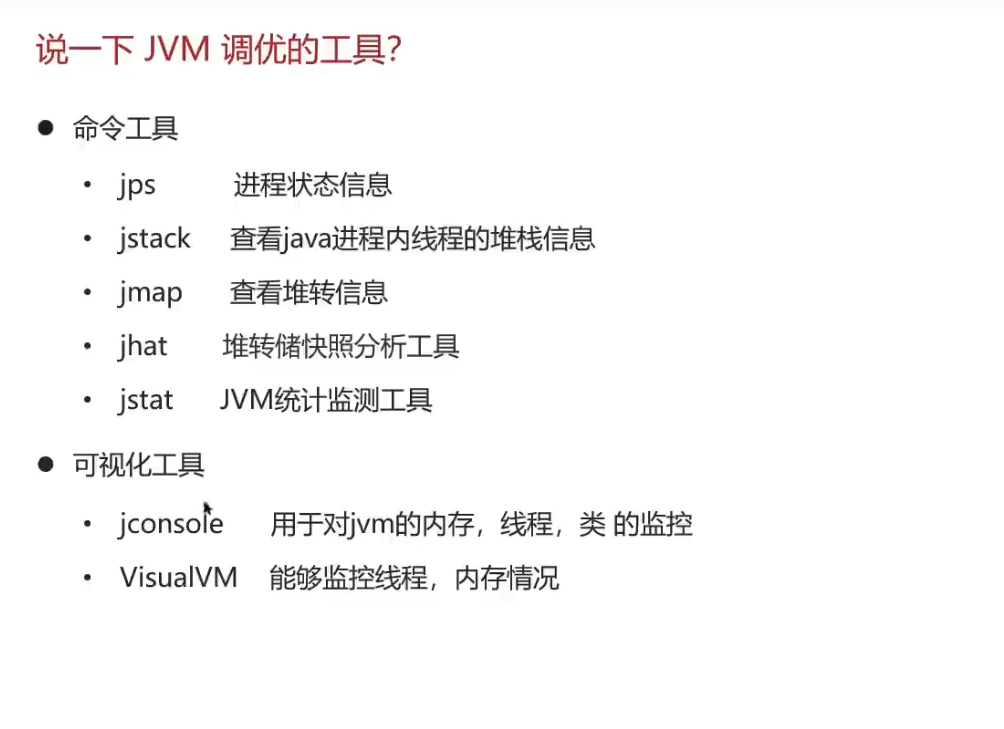 说一下 JVM 调优的工具?
● 命令工具
• jps 进程状态信息
• jstack 查看java进程内线程的堆栈信息
• jmap 查看堆转信息
• jhat 堆转储快照分析工具
• jstat JVM统计监测工具
● 可视化工具
• jconsole 用于对jvm的内存，线程，类 的监控
• VisualVM 能够监控线程，内存情况